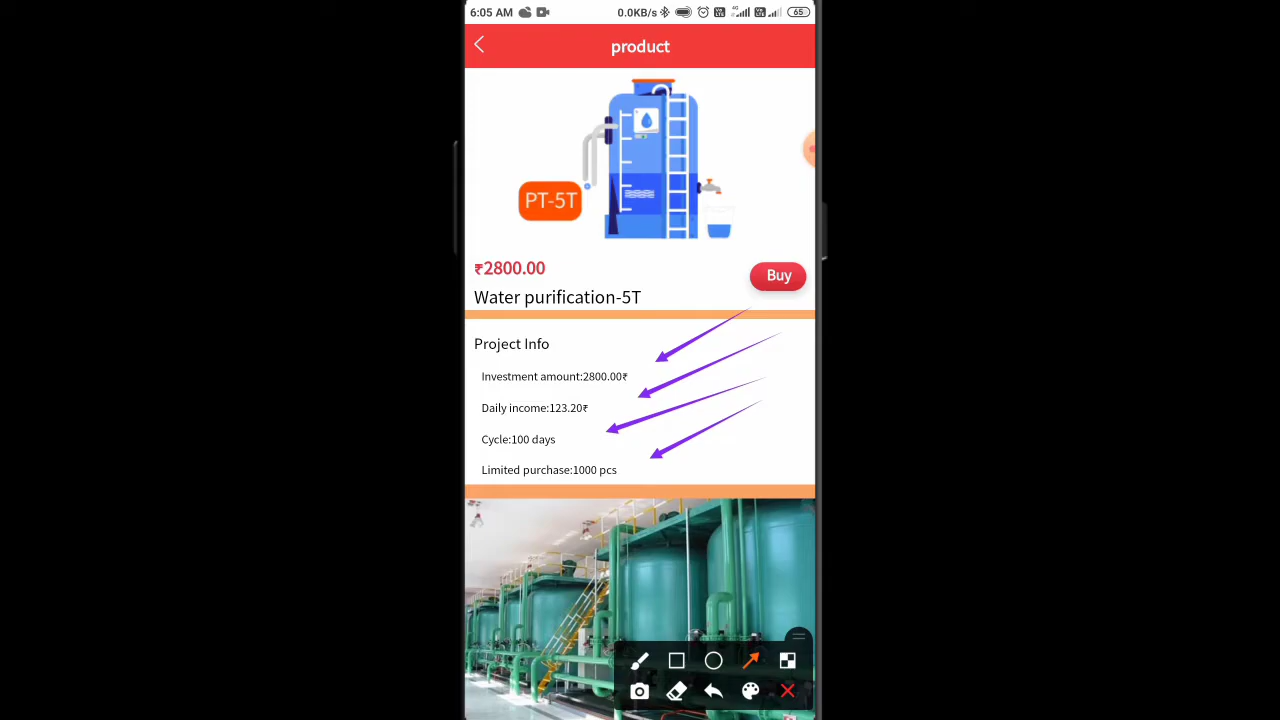 6:05 AM 0.0KB/s 4G 65
product
PT-5T
₹2800.00
Buy
Water purification-5T
Project Info
Investment amount:2800.00₹
Daily income:123.20₹
Cycle:100 days
Limited purchase:1000 pcs